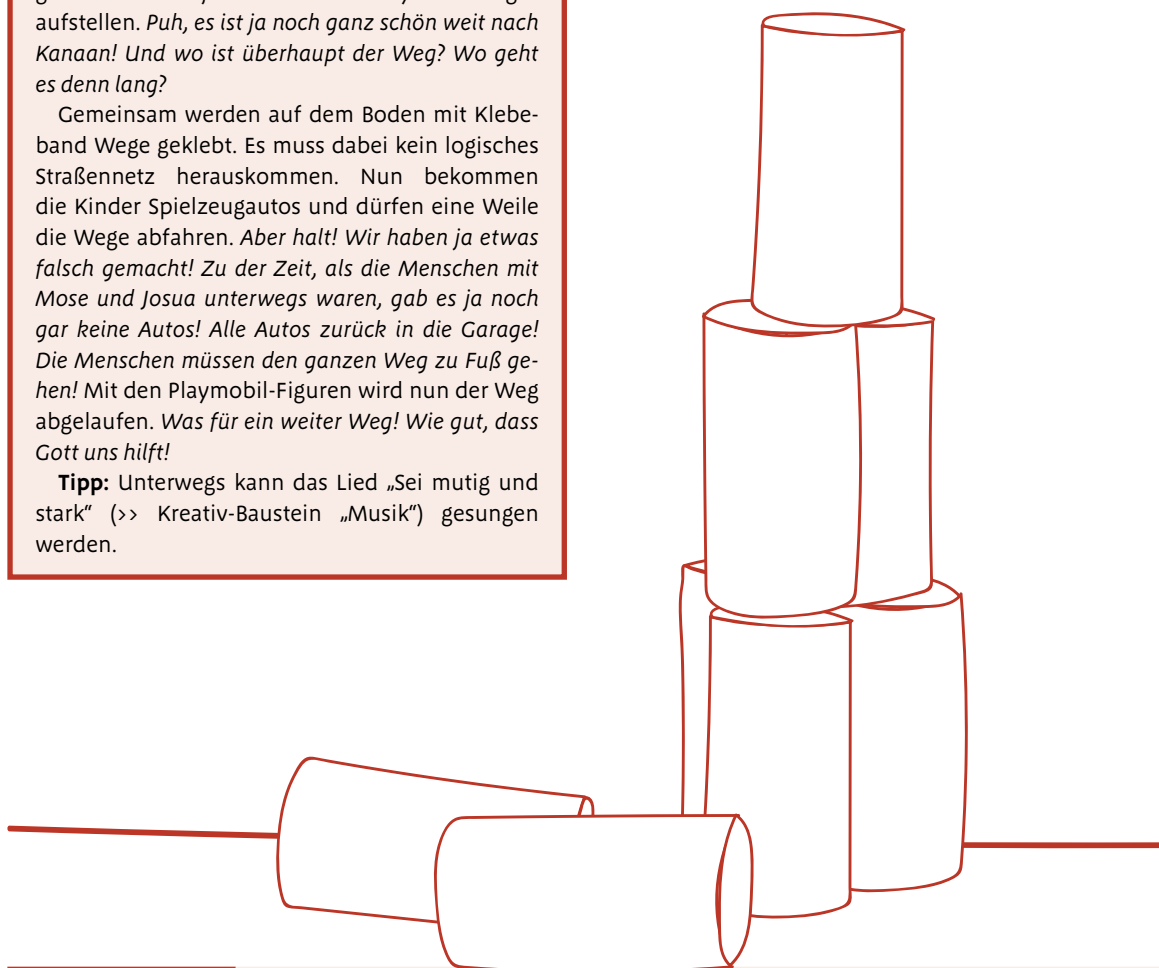 aufstellen. Puh, es ist ja noch ganz schön weit nach
Kanaan! Und wo ist überhaupt der Weg? Wo geht
es denn lang?
Gemeinsam werden auf dem Boden mit Klebe-
band Wege geklebt. Es muss dabei kein logisches
Straßennetz herauskommen. Nun bekommen
die Kinder Spielzeugautos und dürfen eine Weile
die Wege abfahren. Aber halt! Wir haben ja etwas
falsch gemacht! Zu der Zeit, als die Menschen mit
Mose und Josua unterwegs waren, gab es ja noch
gar keine Autos! Alle Autos zurück in die Garage!
Die Menschen müssen den ganzen Weg zu Fuß ge-
hen! Mit den Playmobil-Figuren wird nun der Weg
abgelaufen. Was für ein weiter Weg! Wie gut, dass
Gott uns hilft!
Tipp: Unterwegs kann das Lied „Sei mutig und
stark“ (>> Kreativ-Baustein „Musik“) gesungen
werden.